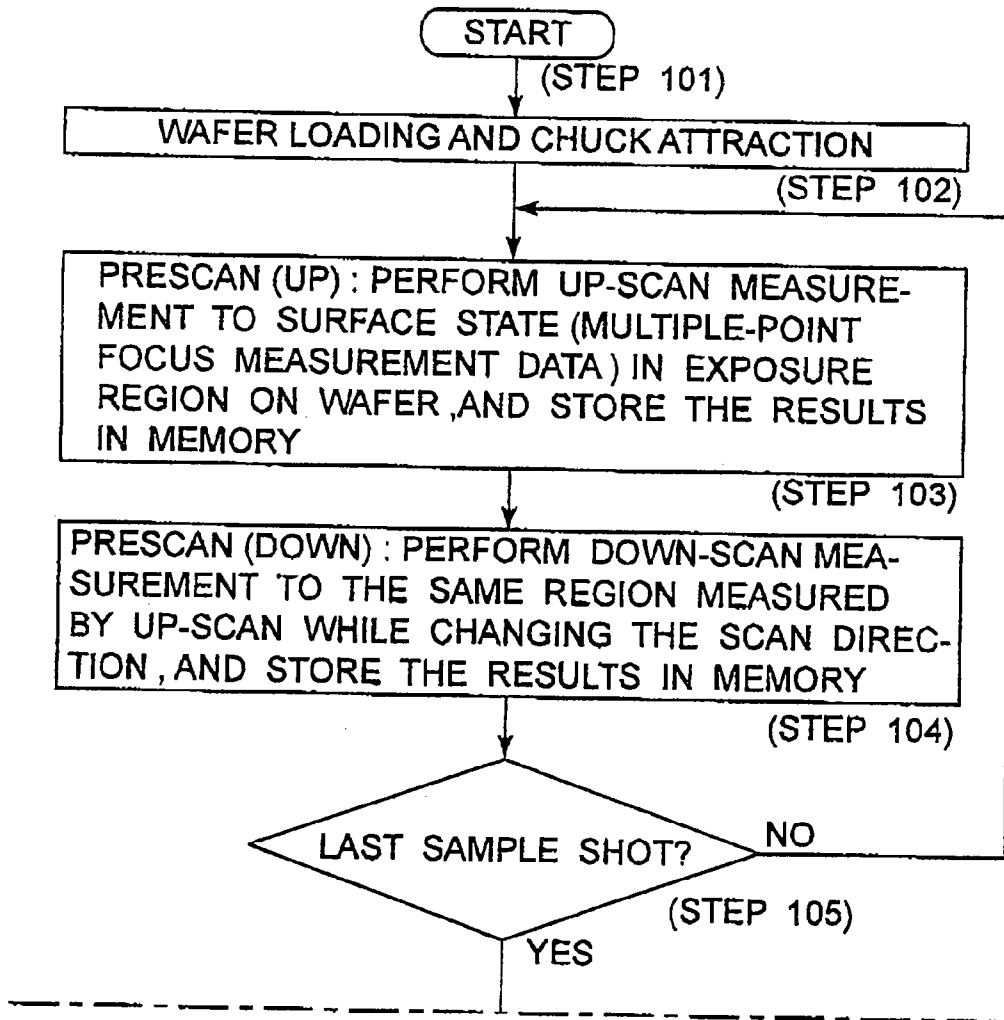 START
(STEP 101)
WAFER LOADING AND CHUCK ATTRACTION
(STEP 102)
PRESCAN (UP) : PERFORM UP-SCAN MEASURE-
MENT TO SURFACE STATE (MULTIPLE-POINT
FOCUS MEASUREMENT DATA) IN EXPOSURE
REGION ON WAFER ,AND STORE THE RESULTS
IN MEMORY
(STEP 103)
PRESCAN (DOWN) : PERFORM DOWN-SCAN MEA-
SUREMENT TO THE SAME REGION MEASURED
BY UP-SCAN WHILE CHANGING THE SCAN DIREC-
TION , AND STORE THE RESULTS IN MEMORY
(STEP 104)
LAST SAMPLE SHOT?
NO
(STEP 105)
YES